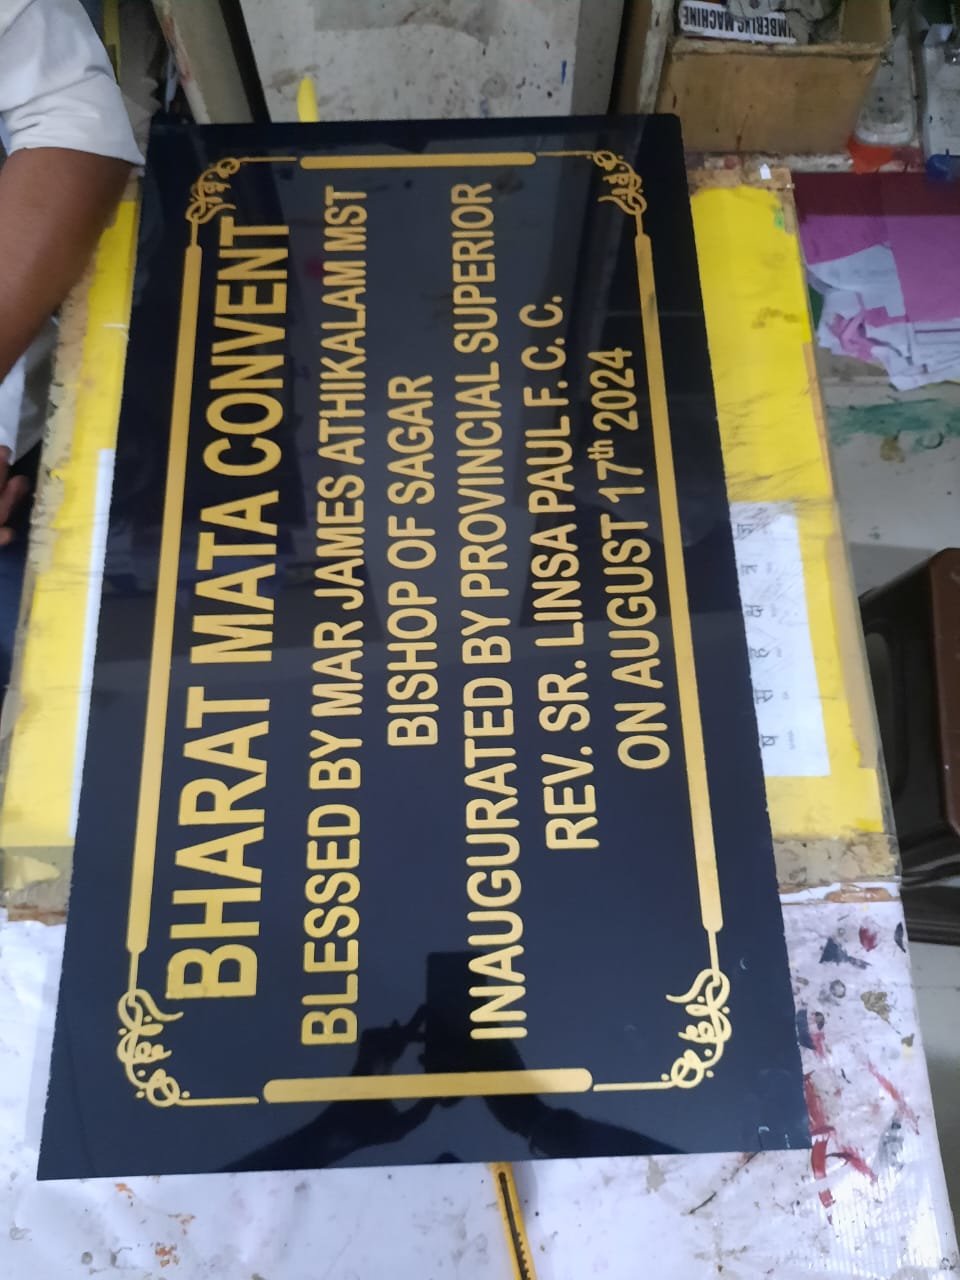 BHARAT MATA CONVENT
BLESSED BY MAR JAMES ATHIKALAM MST
BISHOP OF SAGAR
INAUGURATED BY PROVINCIAL SUPERIOR
REV. SR. LINSA PAUL F. C. C.
ON AUGUST 17th 2024
MACHINE
ष स ह क्ष त्र ज्ञ